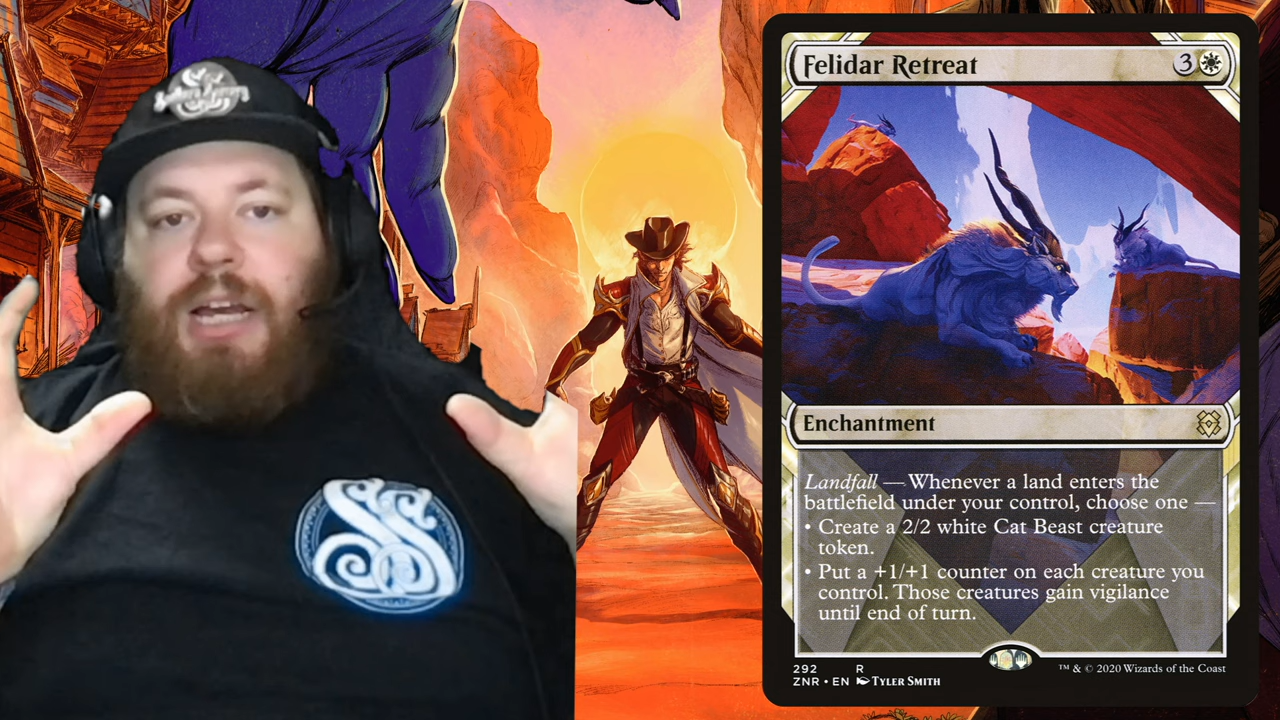 Felidar Retreat 3
Enchantment
Landfall — Whenever a land enters the
battlefield under your control, choose one —
• Create a 2/2 white Cat Beast creature
token.
• Put a +1/+1 counter on each creature you
control. Those creatures gain vigilance
until end of turn.
292 R
ZNR • EN TYLER SMITH
™ & © 2020 Wizards of the Coast